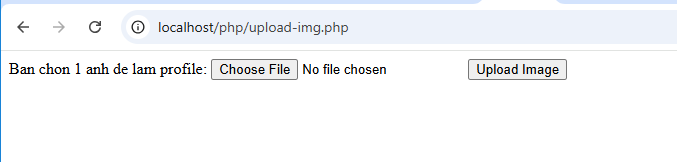 localhost/php/upload-img.php
Ban chon 1 anh de lam profile: Choose File No file chosen Upload Image